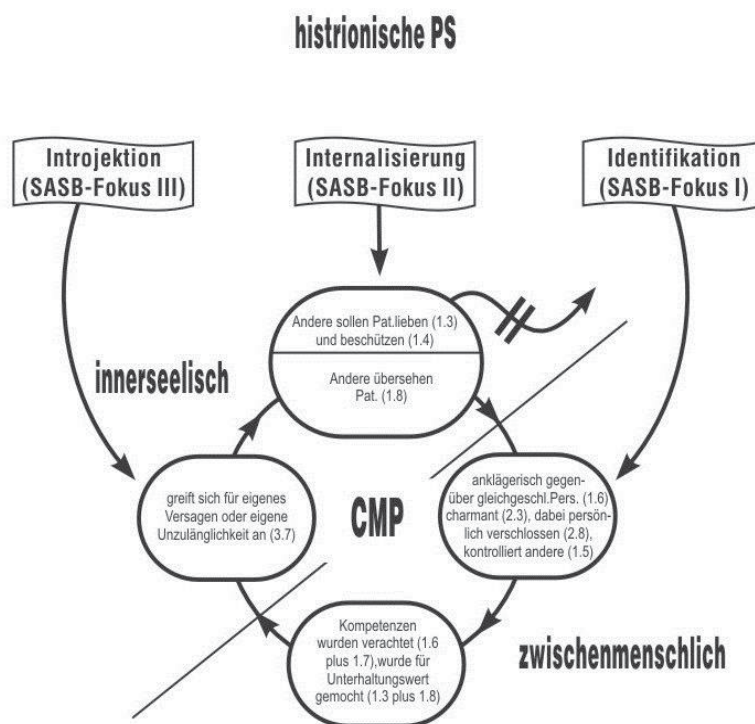 histrionische PS
Introjektion
(SASB-Fokus III)
Internalisierung
(SASB-Fokus II)
Identifikation
(SASB-Fokus I)
Andere sollen Pat.lieben (1.3)
und beschützen (1.4)
Andere übersehen
Pat. (1.8)
innerseelisch
greift sich für eigenes
Versagen oder eigene
Unzulänglichkeit an (3.7)
CMP
anklägerisch gegen-
über gleichgeschl.Pers. (1.6)
charmant (2.3), dabei persön-
lich verschlossen (2.8),
kontrolliert andere (1.5)
Kompetenzen
wurden verachtet (1.6
plus 1.7),wurde für
Unterhaltungswert
gemocht (1.3 plus 1.8)
zwischenmenschlich